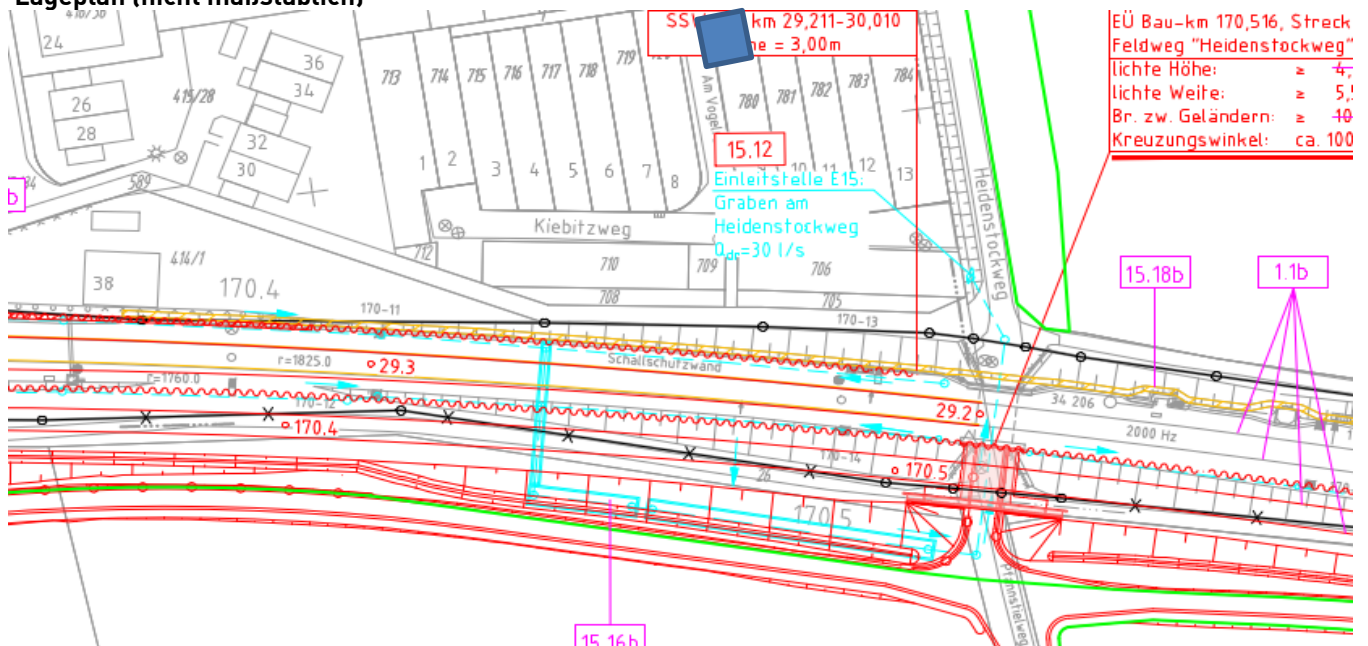 Lageplan (nicht maßstäblich)
km 29,211-30,010
= 3,00m
EÜ Bau-km 170,516, Streck
Feldweg "Heidenstockweg"
lichte Höhe: ≥ 4,
lichte Weite: ≥ 5,5
Br. zw. Geländern: ≥ 10
Kreuzungswinkel: ca. 100
24
36
34
26
28
415/28
32
30
589
b
713
714
715
716
717
718
719
780
781
782
783
784
1
2
3
4
5
6
7
8
10
11
12
13
15.12
Einleitstelle E15:
Graben am
Heidenstockweg
Q_dr=30 l/s
Heidenstockweg
Kiebitzweg
712
710
709
706
708
705
414/1
38
170.4
170-11
170-13
15.18b
1.1b
r=1825.0
29.3
Schallschutzwand
r=1760.0
170-12
170.4
29.2
34 206
2000 Hz
170-14
26
170.5
170.5
Pfannstielweg
15.16b